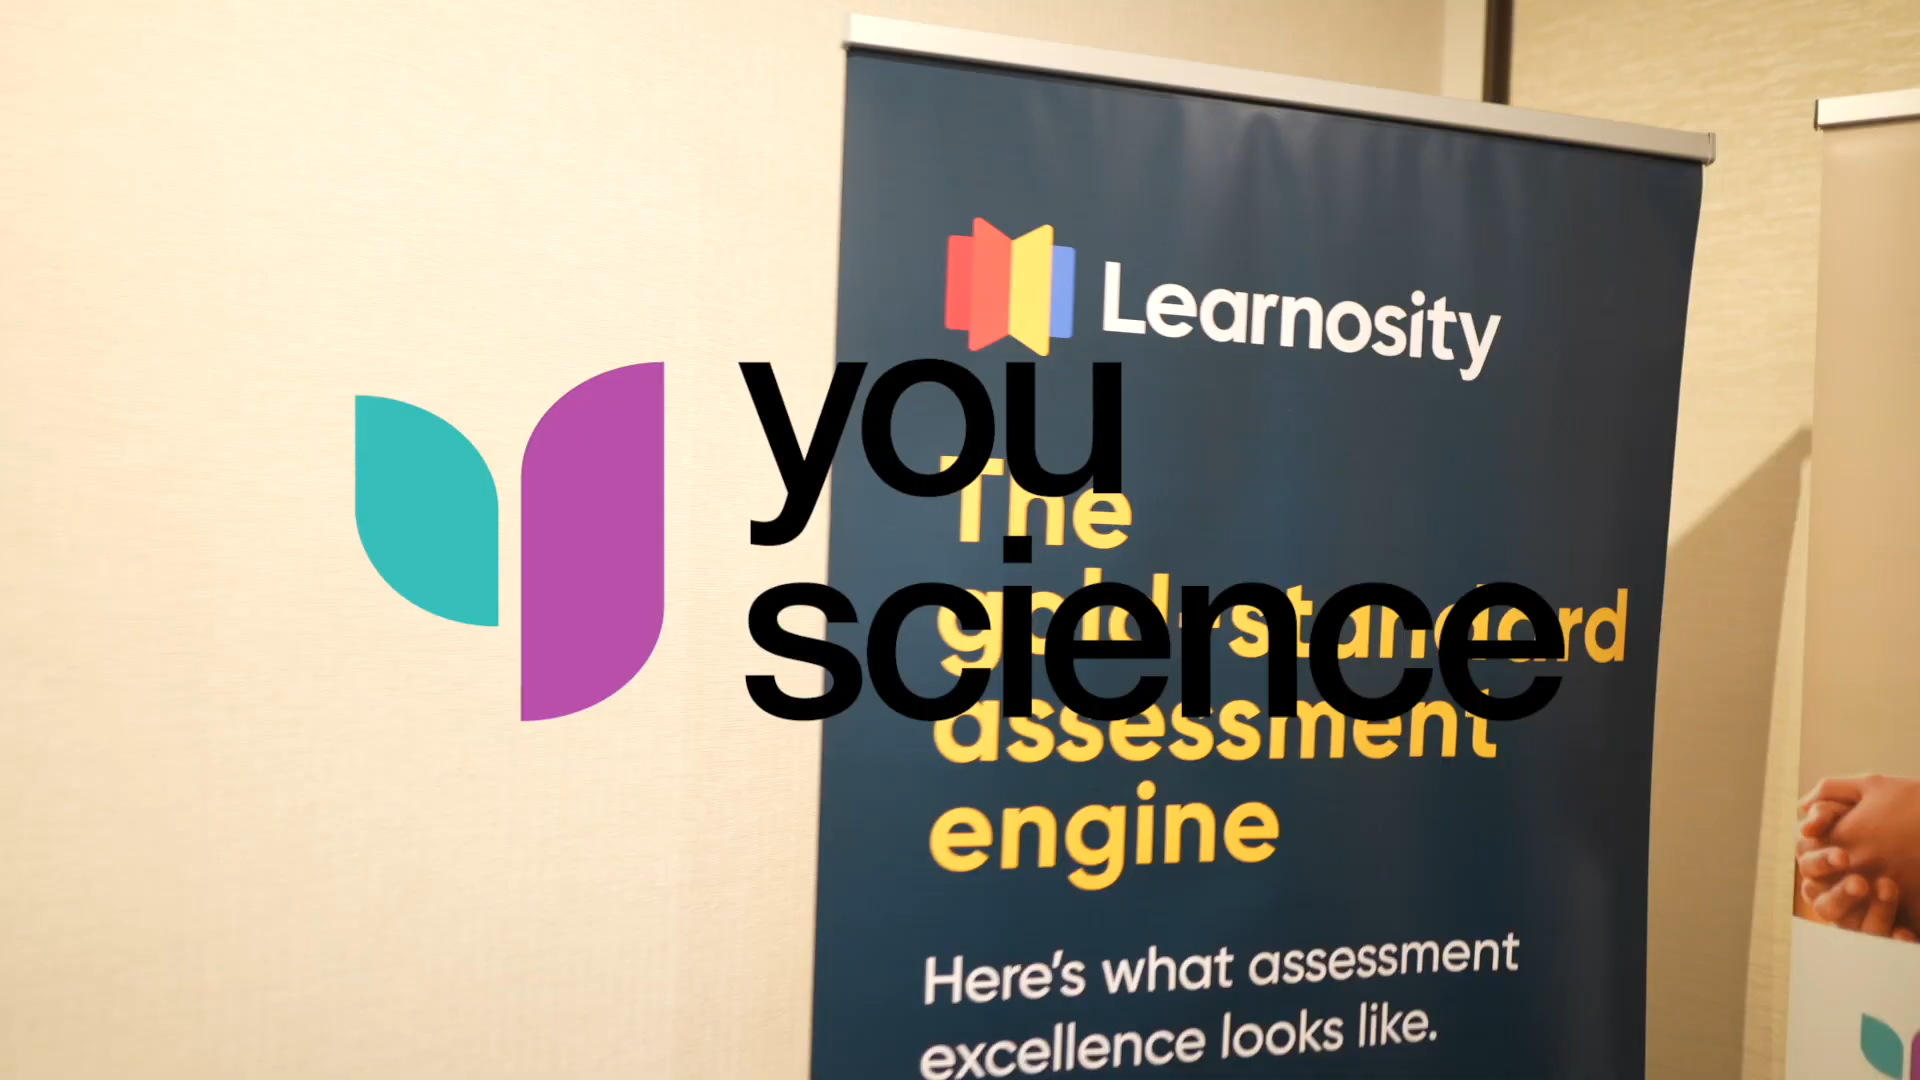 Learnosity
you
science
The
gold-standard
assessment
engine
Here's what assessment
excellence looks like.